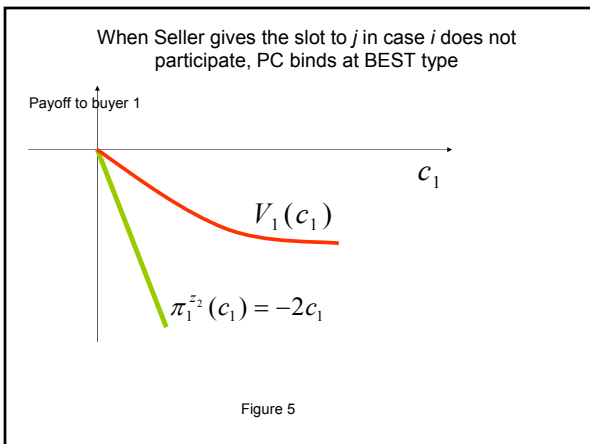 When Seller gives the slot to j in case i does not
participate, PC binds at BEST type
Payoff to buyer 1
c₁
V₁(c₁)
π₁^{z₂}(c₁) = −2c₁
Figure 5